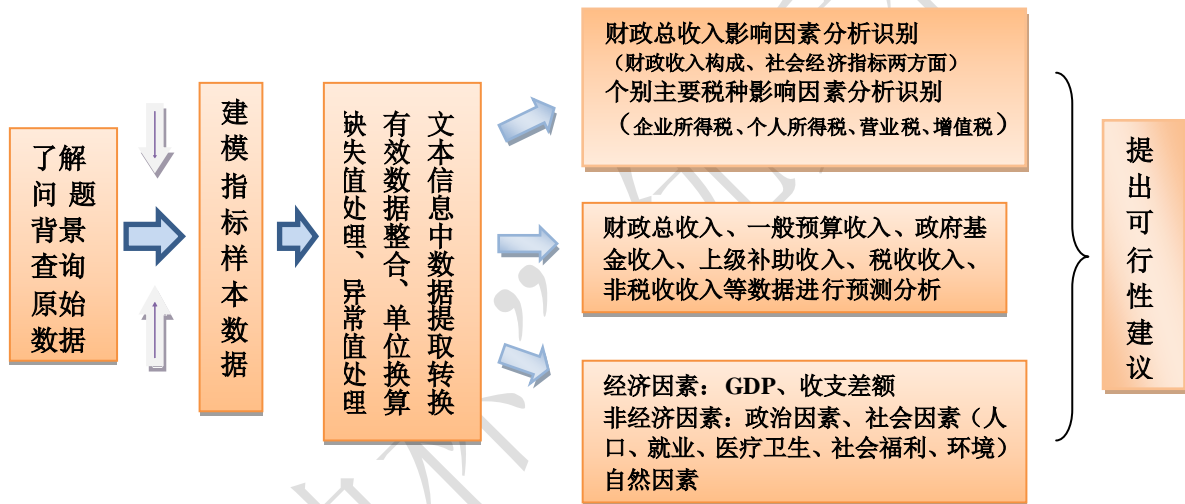 了解
问 题
背景
查询
原始
数据
建模指标样本数据
文本信息中数据提取转换
有效数据整合、单位换算
缺失值处理、异常值处理
财政总收入影响因素分析识别
（财政收入构成、社会经济指标两方面）
个别主要税种影响因素分析识别
（企业所得税、个人所得税、营业税、增值税）
财政总收入、一般预算收入、政府基
金收入、上级补助收入、税收收入、
非税收收入等数据进行预测分析
经济因素：GDP、收支差额
非经济因素：政治因素、社会因素（人
口、就业、医疗卫生、社会福利、环境）
自然因素
提出可行性建议